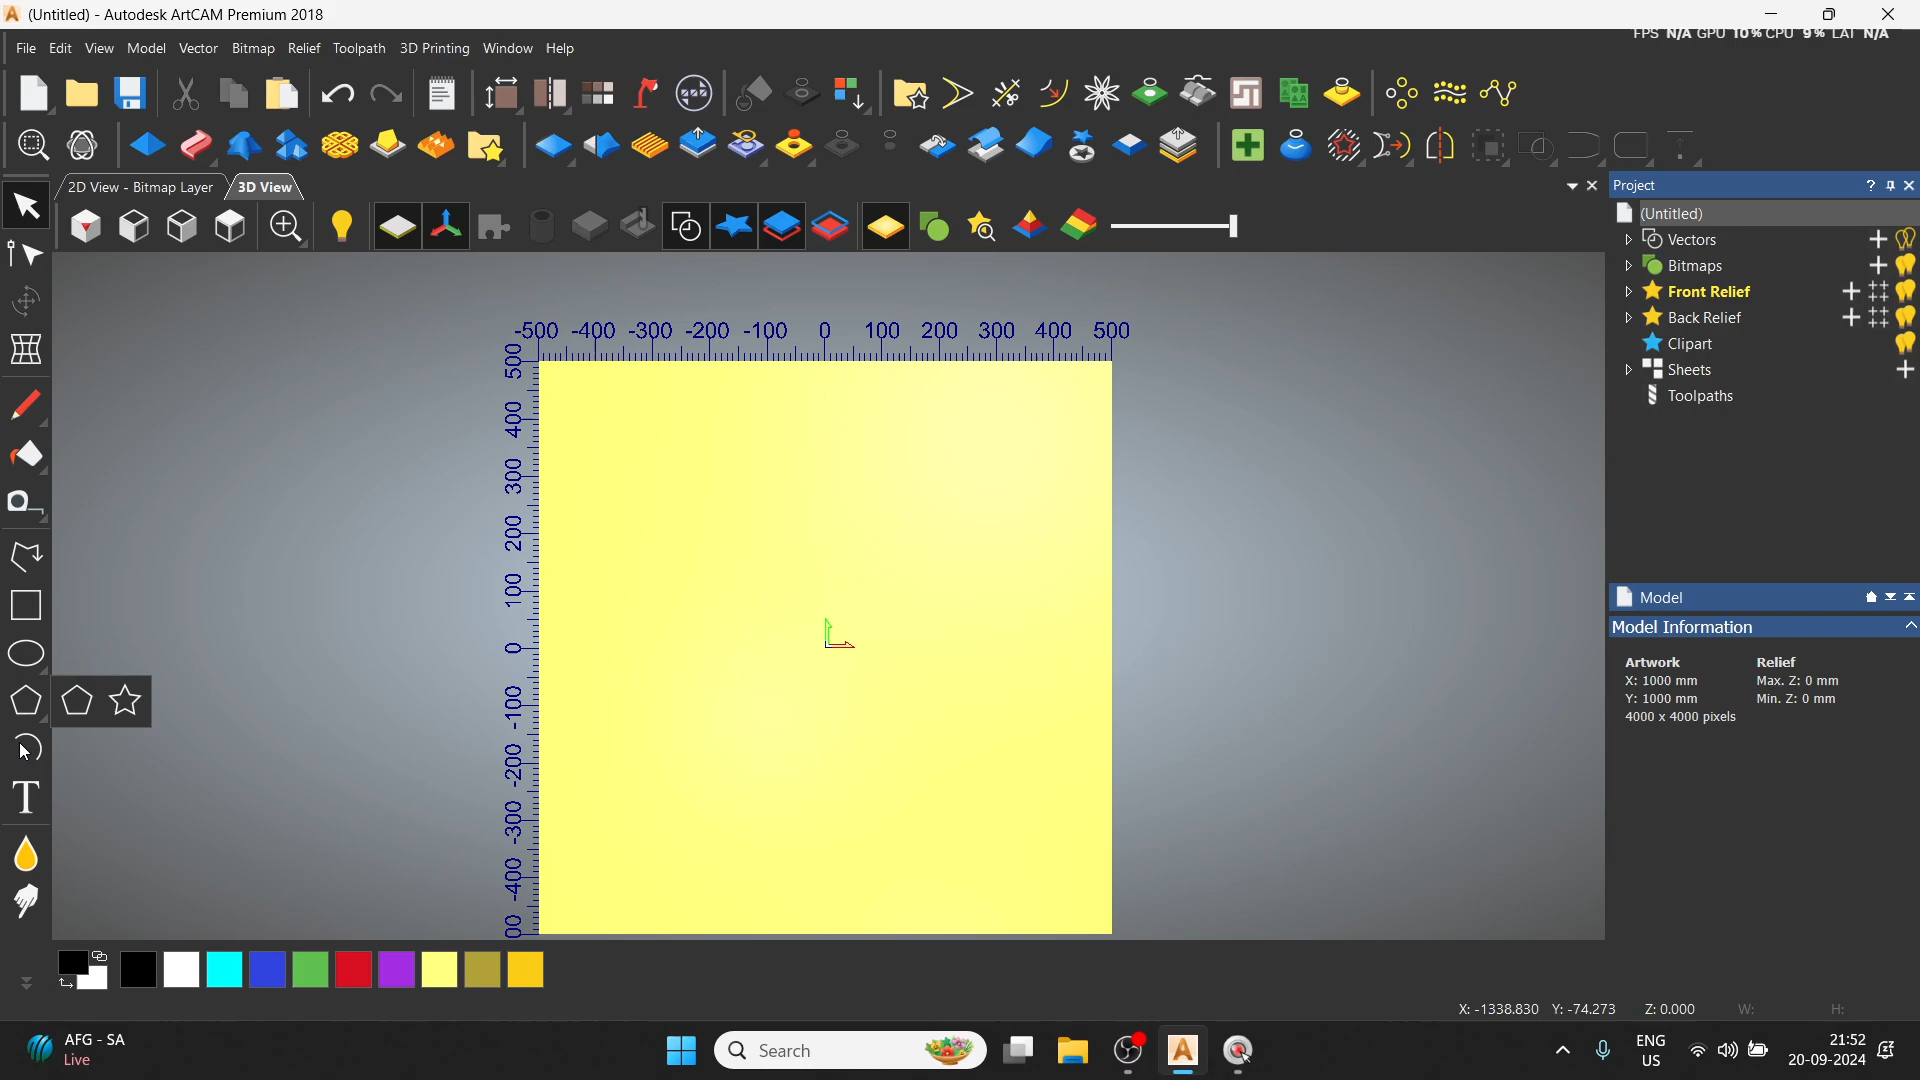 (Untitled) - Autodesk ArtCAM Premium 2018
FPS N/A GPU 10% CPU 9% LAT N/A
File Edit View Model Vector Bitmap Relief Toolpath 3D Printing Window Help
2D View - Bitmap Layer 3D View
Project
(Untitled)
Vectors
Bitmaps
Front Relief
Back Relief
Clipart
Sheets
Toolpaths
-500 -400 -300 -200 -100 0 100 200 300 400 500
500
400
300
200
100
0
-100
-200
-300
-400
00
Model
Model Information
Artwork Relief
X: 1000 mm Max. Z: 0 mm
Y: 1000 mm Min. Z: 0 mm
4000 x 4000 pixels
X: -1338.830 Y: -74.273 Z: 0.000 W: H:
AFG - SA
Live
Search
ENG
US
21:52
20-09-2024